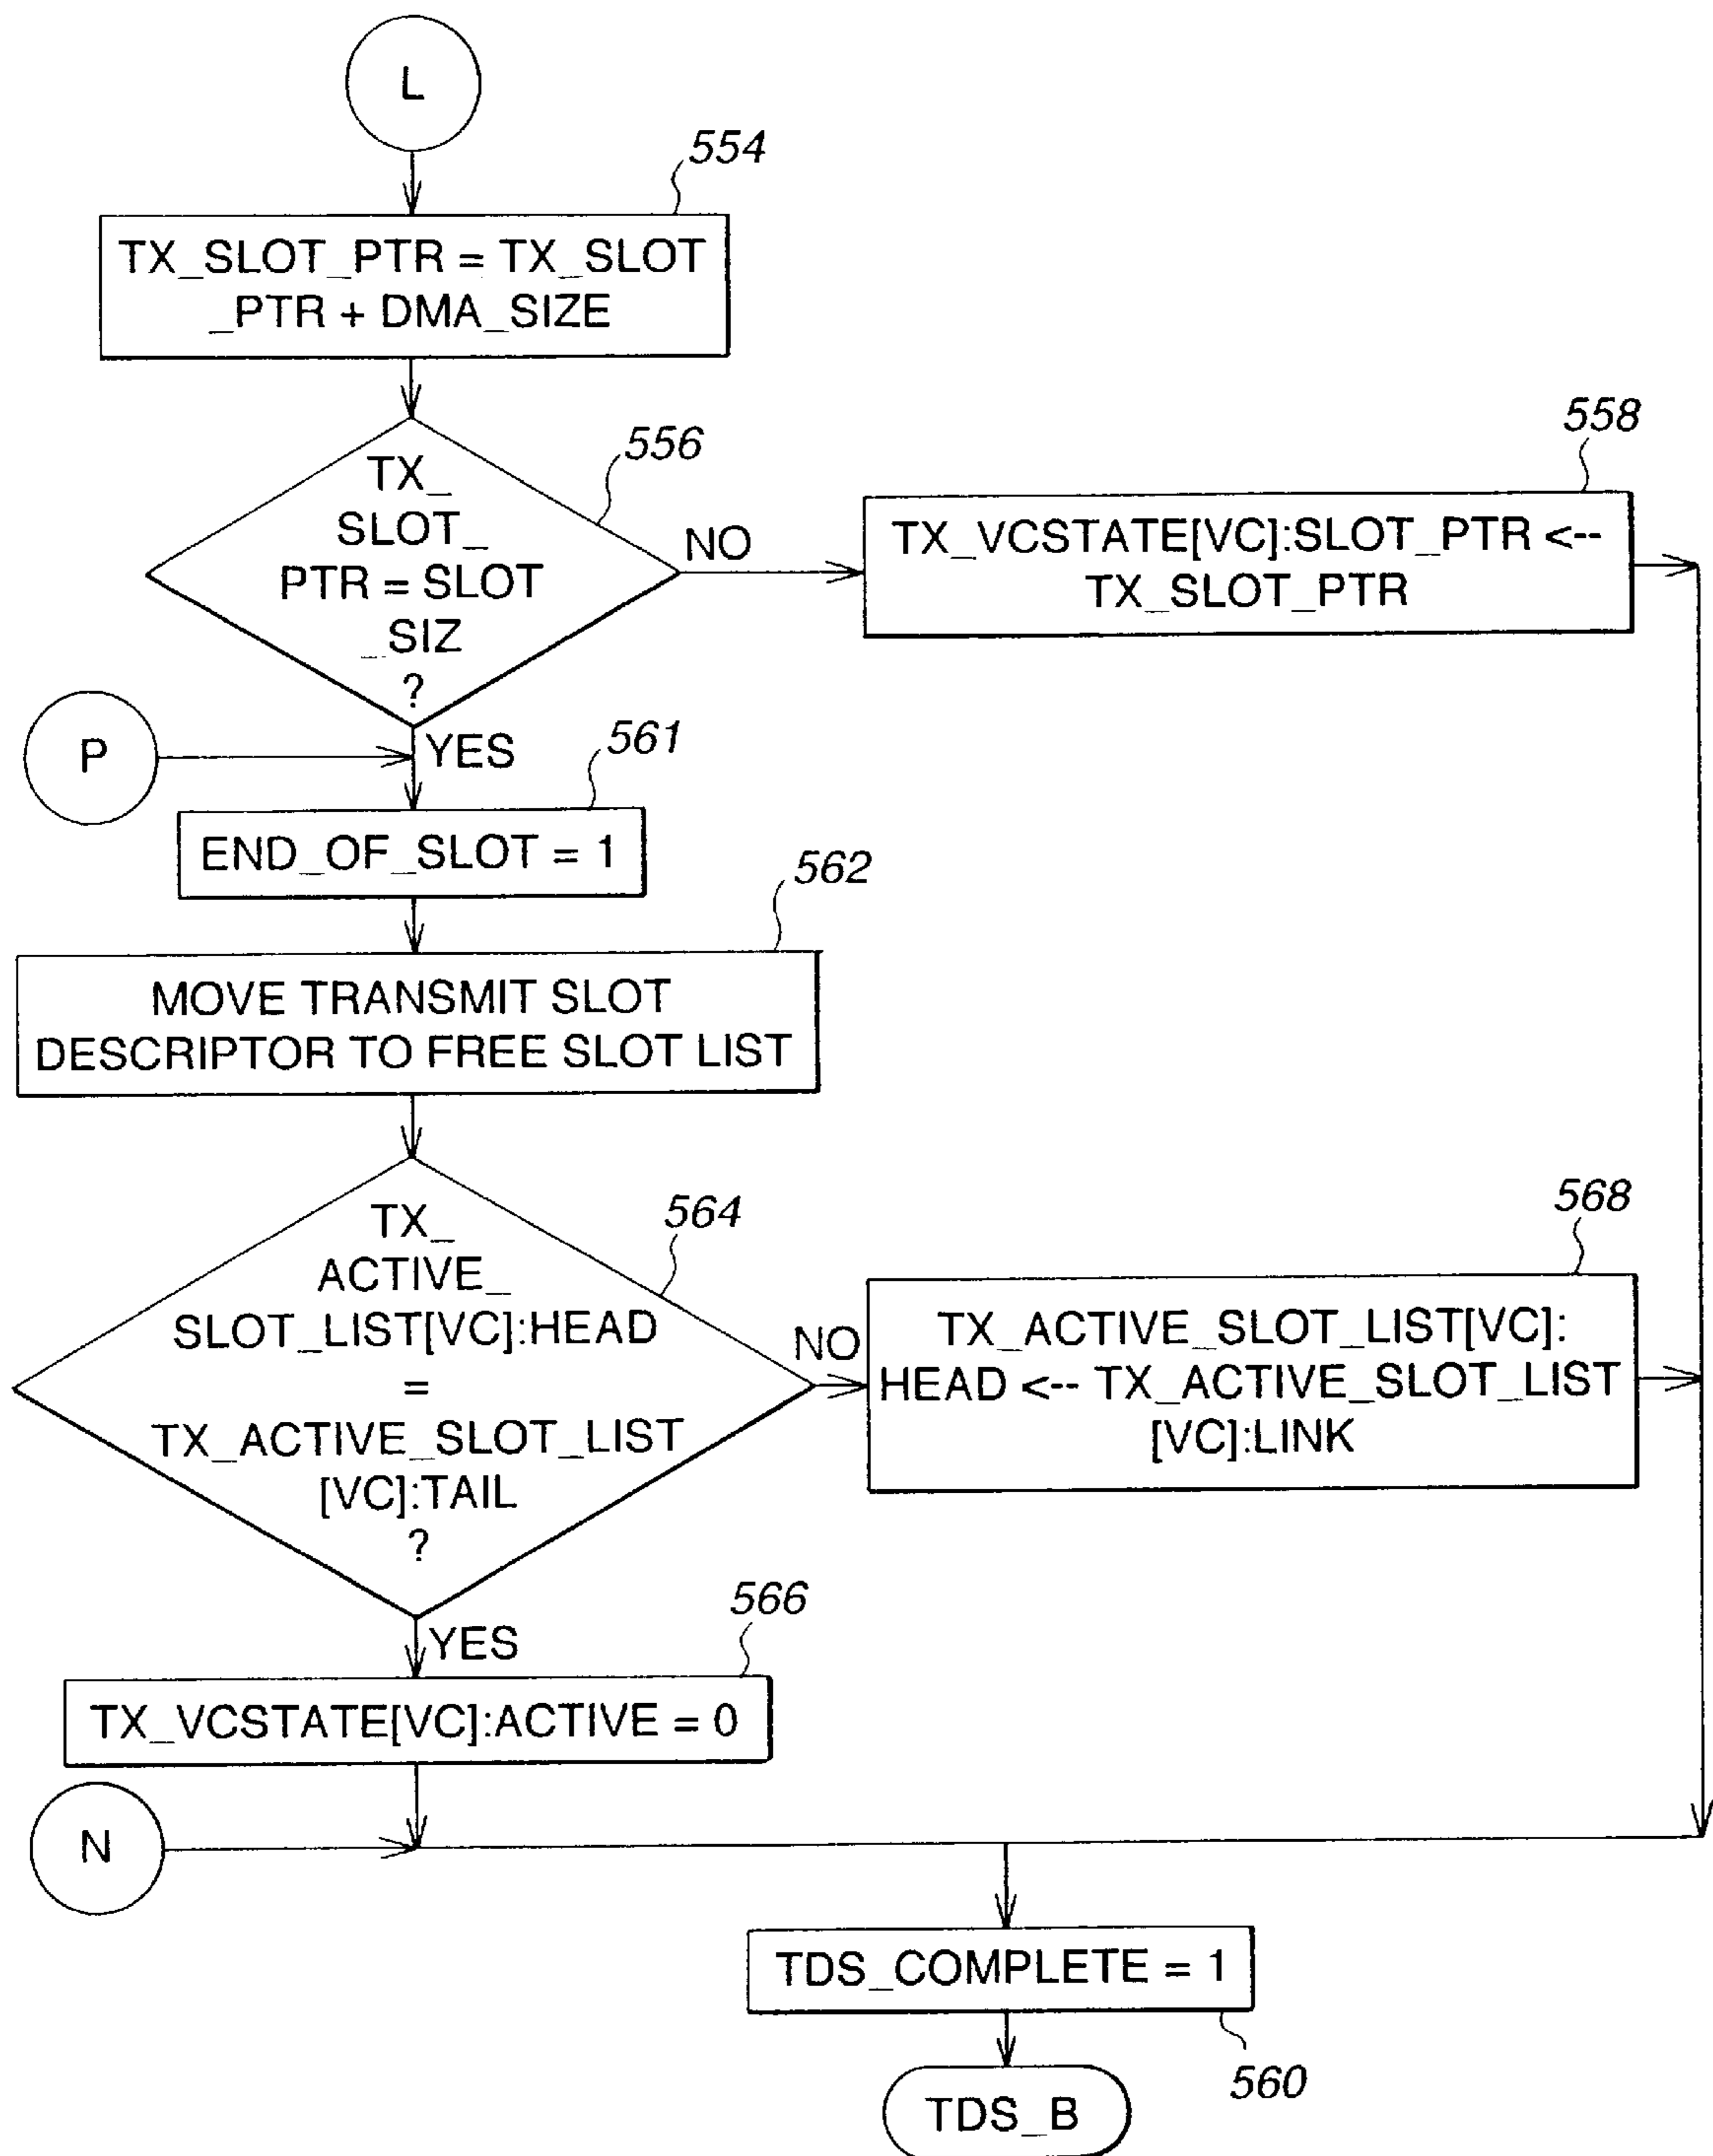 L
554
TX_SLOT_PTR = TX_SLOT
_PTR + DMA_SIZE
556
TX_
SLOT_
PTR = SLOT
_SIZ
?
NO
558
TX_VCSTATE[VC]:SLOT_PTR <--
TX_SLOT_PTR
P
YES
561
END_OF_SLOT = 1
562
MOVE TRANSMIT SLOT
DESCRIPTOR TO FREE SLOT LIST
564
TX_
ACTIVE_
SLOT_LIST[VC]:HEAD
=
TX_ACTIVE_SLOT_LIST
[VC]:TAIL
?
NO
568
TX_ACTIVE_SLOT_LIST[VC]:
HEAD <-- TX_ACTIVE_SLOT_LIST
[VC]:LINK
YES
566
TX_VCSTATE[VC]:ACTIVE = 0
N
TDS_COMPLETE = 1
560
TDS_B